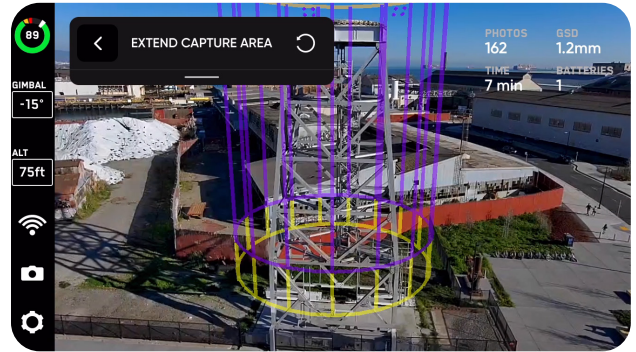 89
EXTEND CAPTURE AREA
PHOTOS GSD
162 1.2mm
TIME BATTERIES
7 min 1
GIMBAL
-15°
ALT
75ft